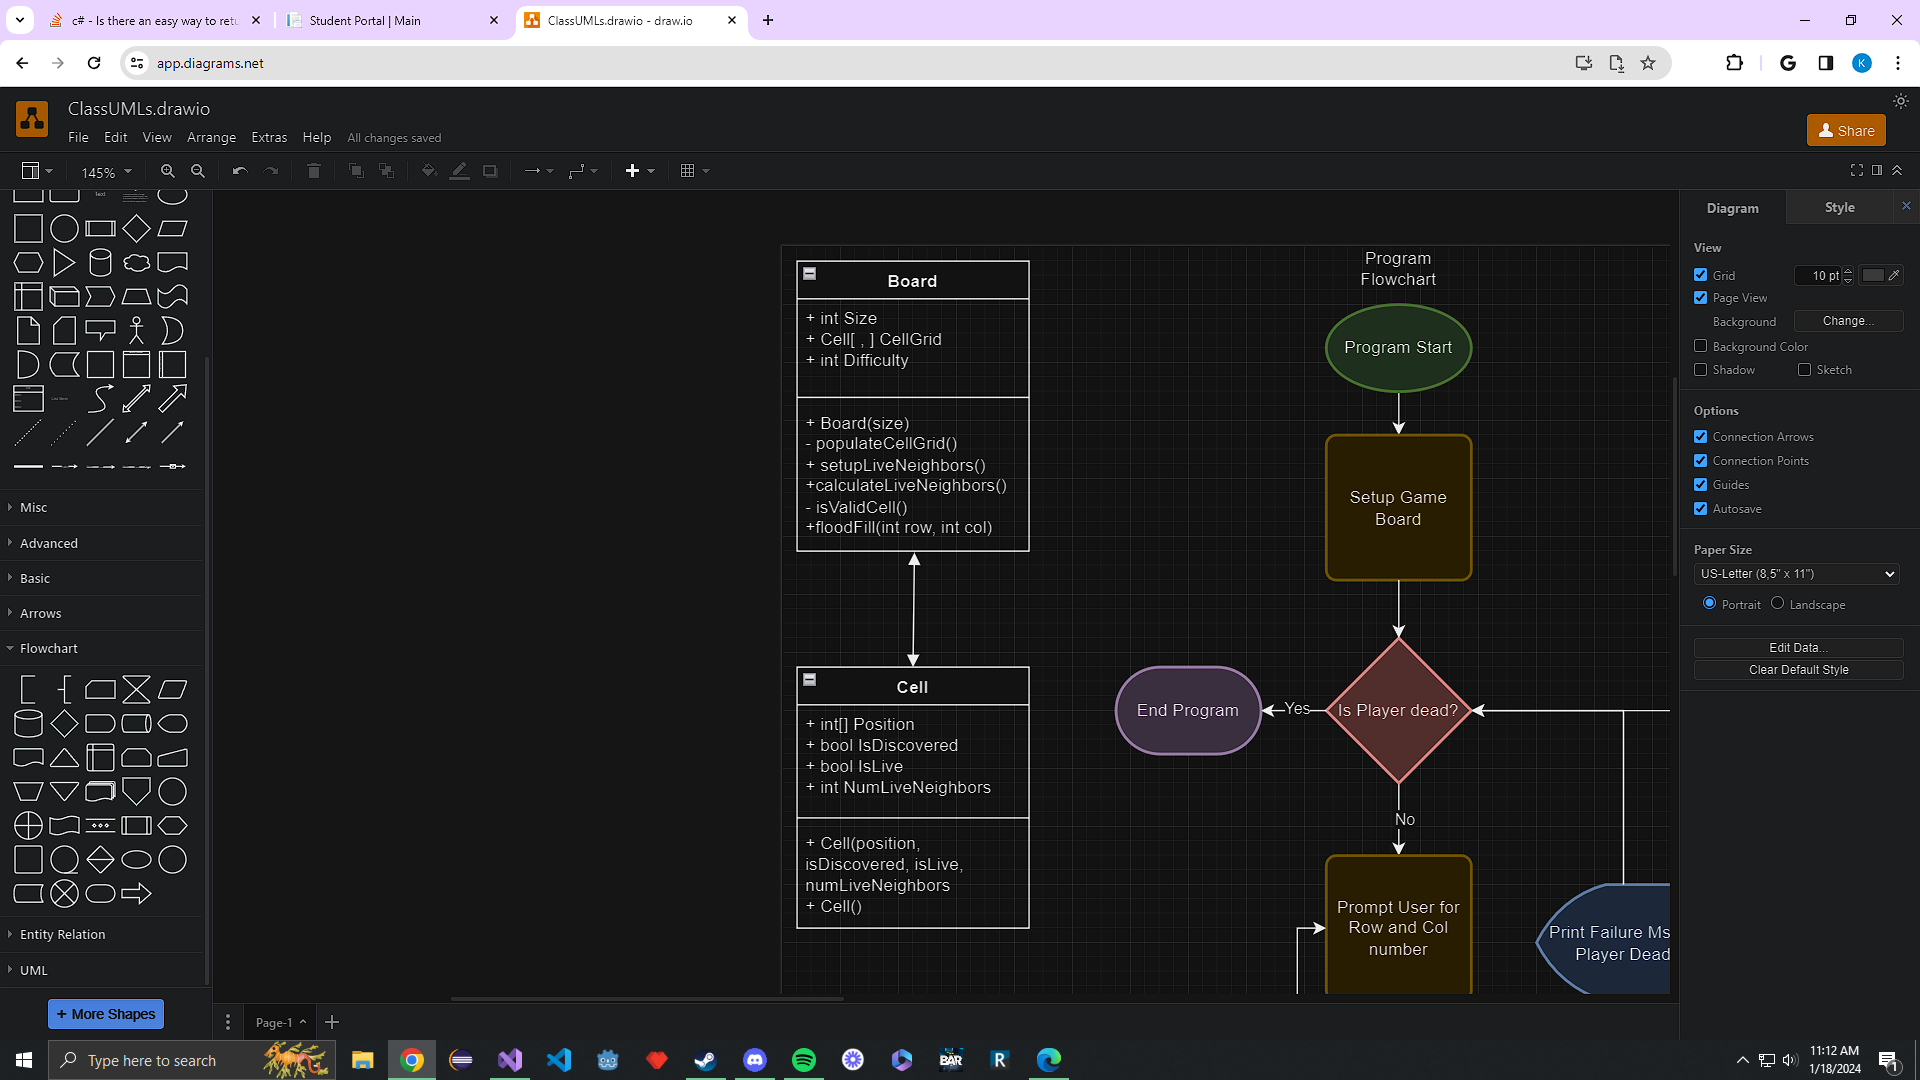 c# - Is there an easy way to retu
Student Portal | Main
ClassUMLs.drawio - draw.io
app.diagrams.net
K
ClassUMLs.drawio
File Edit View Arrange Extras Help All changes saved
Share
145%
Text
List Item
Misc
Advanced
Basic
Arrows
Flowchart
Entity Relation
UML
+ More Shapes
Board
+ int Size
+ Cell[ , ] CellGrid
+ int Difficulty
+ Board(size)
- populateCellGrid()
+ setupLiveNeighbors()
+calculateLiveNeighbors()
- isValidCell()
+floodFill(int row, int col)
Cell
+ int[] Position
+ bool IsDiscovered
+ bool IsLive
+ int NumLiveNeighbors
+ Cell(position,
isDiscovered, isLive,
numLiveNeighbors
+ Cell()
Program
Flowchart
Program Start
Setup Game
Board
Is Player dead?
Yes
End Program
No
Prompt User for
Row and Col
number
Print Failure Ms
Player Dead
Diagram Style
View
Grid 10 pt
Page View
Background Change...
Background Color
Shadow Sketch
Options
Connection Arrows
Connection Points
Guides
Autosave
Paper Size
US-Letter (8,5" x 11")
Portrait Landscape
Edit Data...
Clear Default Style
Page-1
Type here to search
BAR
R
11:12 AM
1/18/2024
1